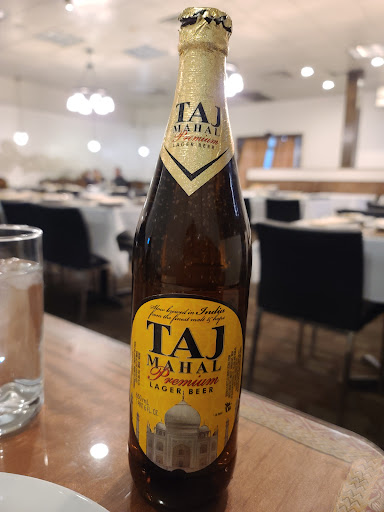 TAJ
MAHAL
Premium
LAGER BEER
brewed in India
from the finest malt & hops
TAJ
MAHAL
Premium
LAGER BEER